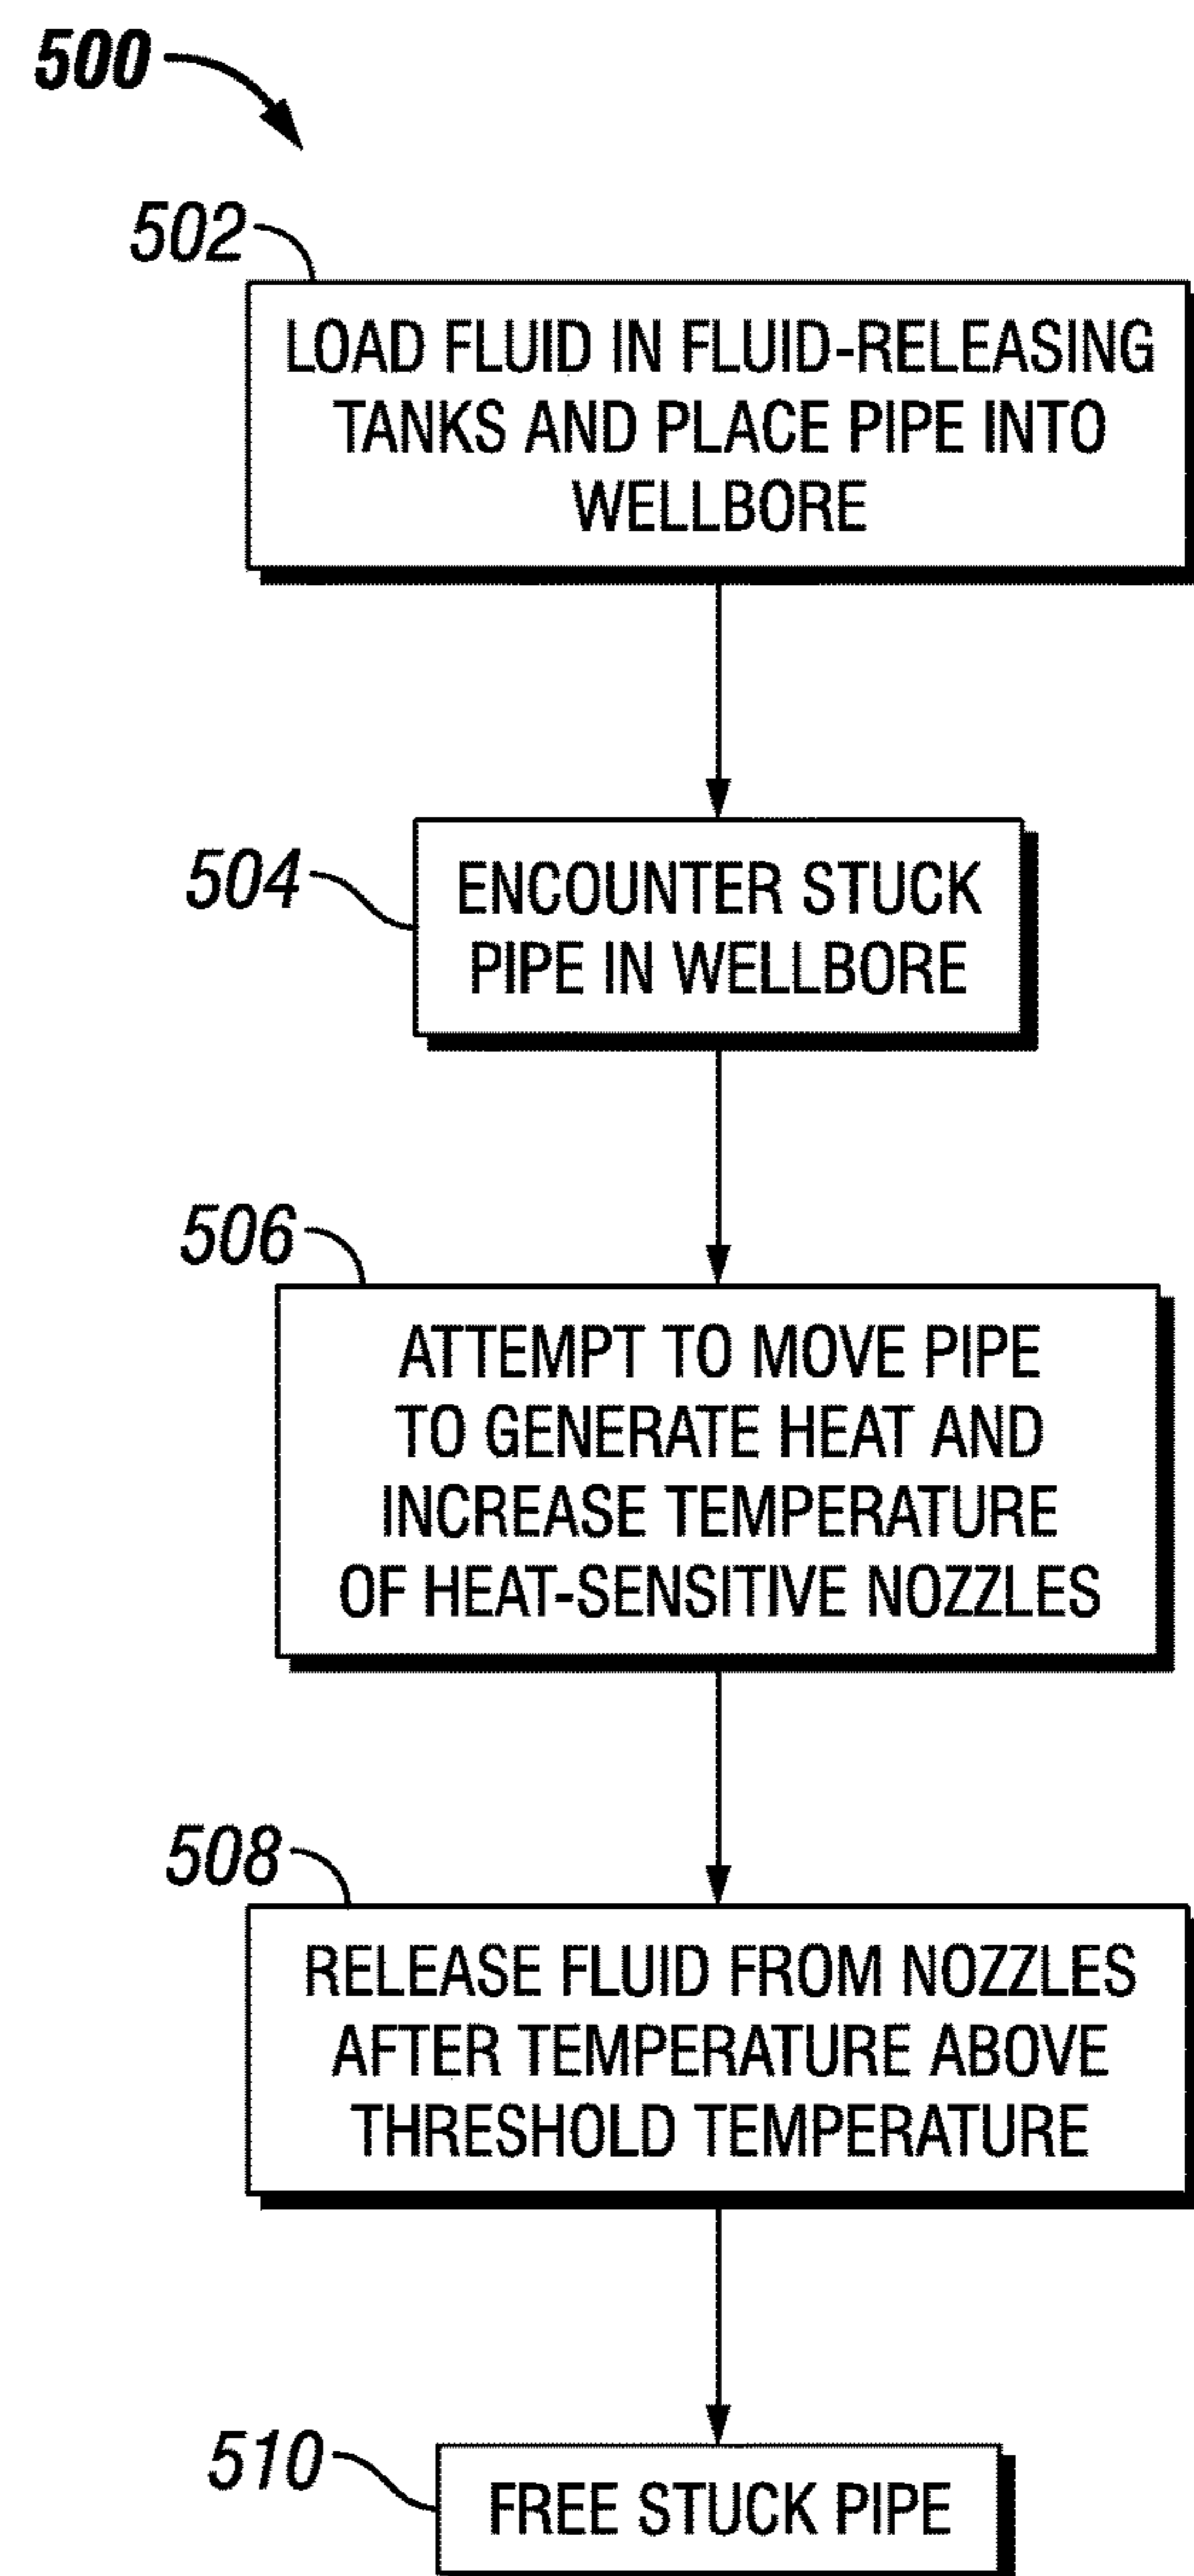 500
502
LOAD FLUID IN FLUID-RELEASING
TANKS AND PLACE PIPE INTO
WELLBORE
504
ENCOUNTER STUCK
PIPE IN WELLBORE
506
ATTEMPT TO MOVE PIPE
TO GENERATE HEAT AND
INCREASE TEMPERATURE
OF HEAT-SENSITIVE NOZZLES
508
RELEASE FLUID FROM NOZZLES
AFTER TEMPERATURE ABOVE
THRESHOLD TEMPERATURE
510
FREE STUCK PIPE